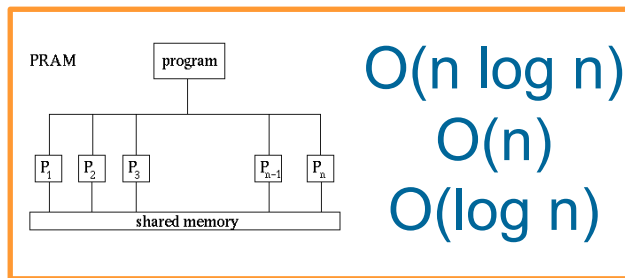 PRAM
program
P1 P2 P3 Pn-1 Pn
shared memory
O(n log n)
O(n)
O(log n)